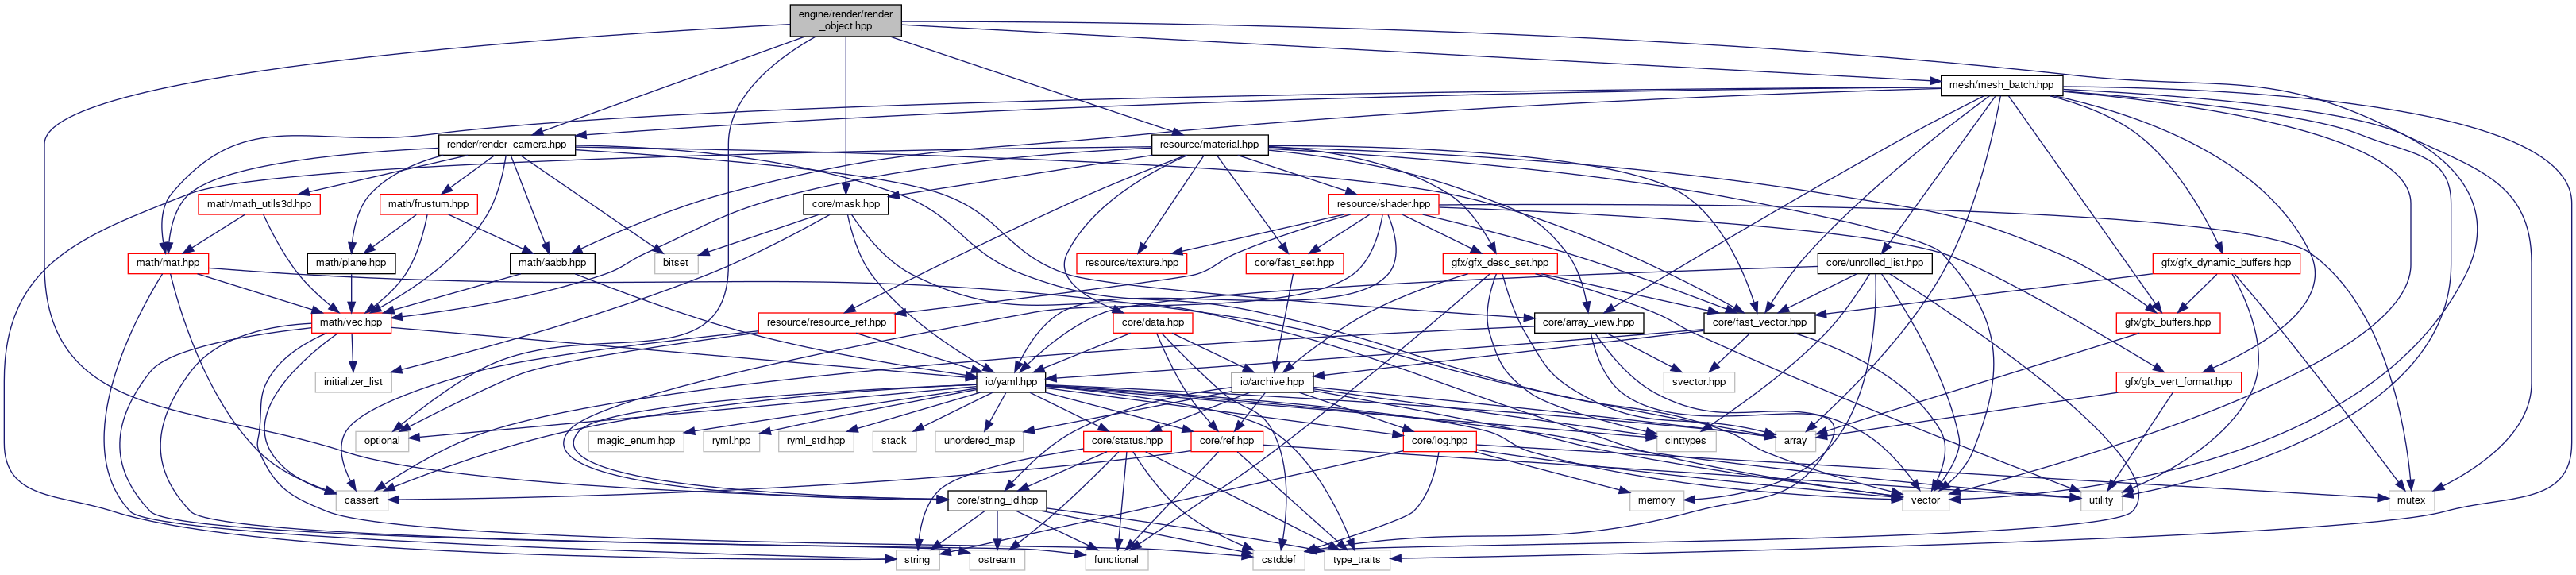 engine/render/render
_object.hpp
mesh/mesh_batch.hpp
render/render_camera.hpp
resource/material.hpp
math/math_utils3d.hpp
math/frustum.hpp
core/mask.hpp
resource/shader.hpp
math/mat.hpp
math/plane.hpp
math/aabb.hpp
bitset
resource/texture.hpp
core/fast_set.hpp
gfx/gfx_desc_set.hpp
core/unrolled_list.hpp
gfx/gfx_dynamic_buffers.hpp
math/vec.hpp
resource/resource_ref.hpp
core/data.hpp
core/array_view.hpp
core/fast_vector.hpp
gfx/gfx_buffers.hpp
initializer_list
io/yaml.hpp
io/archive.hpp
svector.hpp
gfx/gfx_vert_format.hpp
optional
magic_enum.hpp
ryml.hpp
ryml_std.hpp
stack
unordered_map
core/status.hpp
core/ref.hpp
core/log.hpp
cinttypes
array
cassert
core/string_id.hpp
memory
vector
utility
mutex
string
ostream
functional
cstddef
type_traits